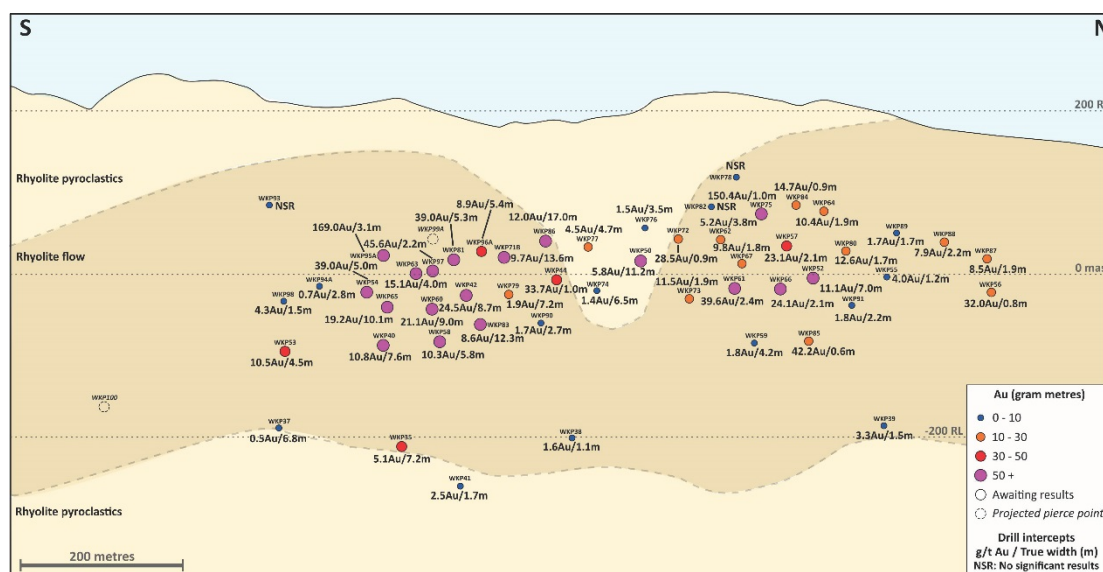 S
N
200 R
Rhyolite pyroclastics
NSR
WKP78
NSR
WKP82
14.7Au/0.9m
WKP84
150.4Au/1.0m
WKP75
WKP64
10.4Au/1.9m
5.2Au/3.8m
WKP93
NSR
8.9Au/5.4m
WKP96A
39.0Au/5.3m
WKP99A
12.0Au/17.0m
WKP86
1.5Au/3.5m
WKP76
4.5Au/4.7m
WKP77
WKP72
28.5Au/0.9m
WKP62
9.8Au/1.8m
WKP57
23.1Au/2.1m
WKP89
1.7Au/1.7m
WKP88
7.9Au/2.2m
WKP80
12.6Au/1.7m
WKP87
8.5Au/1.9m
Rhyolite flow
169.0Au/3.1m
WKP95A
45.6Au/2.2m
WKP97
WKP81
WKP71B
9.7Au/13.6m
WKP50
5.8Au/11.2m
WKP67
11.5Au/1.9m
0 mas
39.0Au/5.0m
WKP54
WKP63
15.1Au/4.0m
WKP44
33.7Au/1.0m
WKP52
11.1Au/7.0m
WKP55
4.0Au/1.2m
WKP94A
0.7Au/2.8m
WKP98
4.3Au/1.5m
WKP65
19.2Au/10.1m
WKP60
21.1Au/9.0m
WKP42
24.5Au/8.7m
WKP79
1.9Au/7.2m
WKP74
1.4Au/6.5m
WKP73
WKP61
39.6Au/2.4m
WKP66
24.1Au/2.1m
WKP91
1.8Au/2.2m
WKP56
32.0Au/0.8m
WKP83
8.6Au/12.3m
WKP90
1.7Au/2.7m
WKP53
10.5Au/4.5m
WKP40
10.8Au/7.6m
WKP58
10.3Au/5.8m
WKP59
1.8Au/4.2m
WKP85
42.2Au/0.6m
WKP100
WKP37
0.5Au/6.8m
WKP35
5.1Au/7.2m
WKP38
1.6Au/1.1m
WKP39
3.3Au/1.5m
-200 RL
WKP41
2.5Au/1.7m
Rhyolite pyroclastics
200 metres
Au (gram metres)
0 - 10
10 - 30
30 - 50
50 +
Awaiting results
Projected pierce point
Drill intercepts
g/t Au / True width (m)
NSR: No significant results